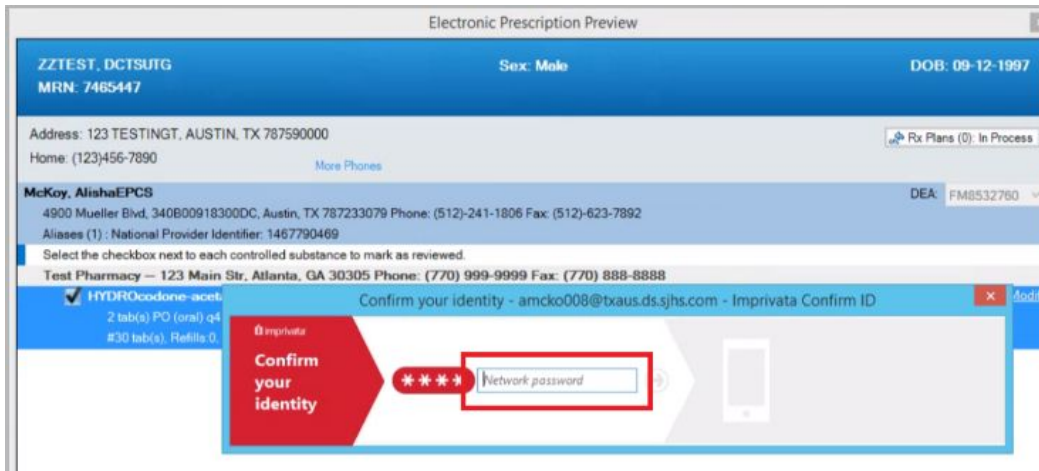 Electronic Prescription Preview
ZZTEST, DCTSUTG
Sex: Male
DOB: 09-12-1997
MRN: 7465447
Address: 123 TESTINGT, AUSTIN, TX 787590000
Rx Plans (0): In Process
Home: (123)456-7890
More Phones
McKoy, AlishaEPCS
DEA: FM8532760
4900 Mueller Blvd, 340B00918300DC, Austin, TX 787233079 Phone: (512)-241-1806 Fax: (512)-623-7892
Aliases (1) : National Provider Identifier: 1467790469
Select the checkbox next to each controlled substance to mark as reviewed.
Test Pharmacy — 123 Main Str, Atlanta, GA 30305 Phone: (770) 999-9999 Fax: (770) 888-8888
HYDROcodone-acet
2 tab(s) PO (oral) q4
#30 tab(s), Refills:0,
Confirm your identity - amcko008@txaus.ds.sjhs.com - Imprivata Confirm ID
Modi
imprivata
Confirm
your
identity
****
Network password